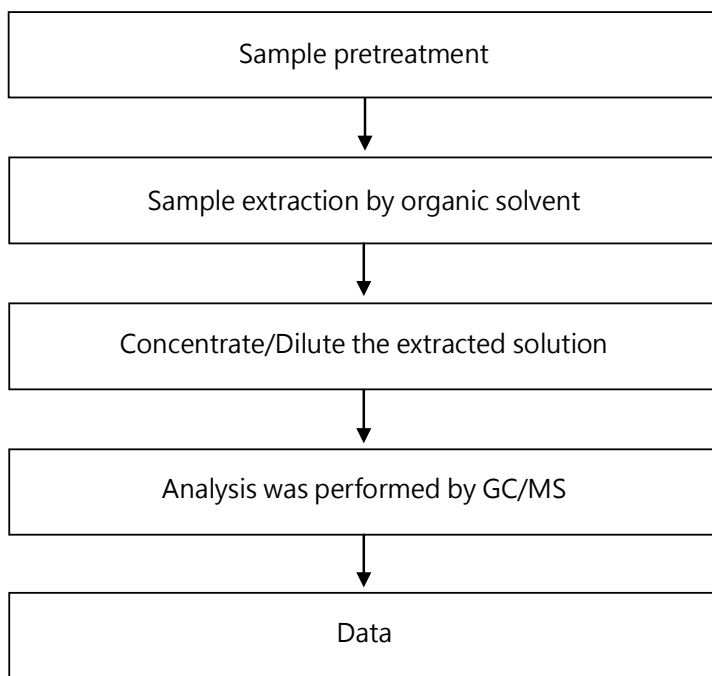 Sample pretreatment
Sample extraction by organic solvent
Concentrate/Dilute the extracted solution
Analysis was performed by GC/MS
Data